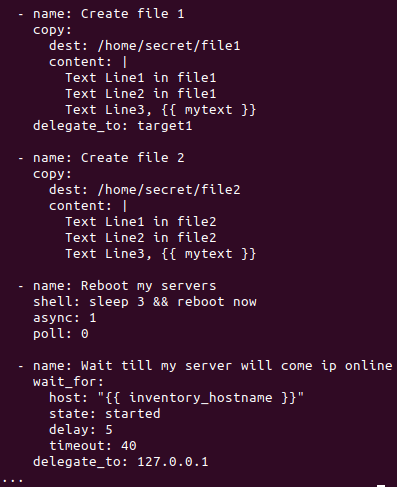 - name: Create file 1
copy:
dest: /home/secret/file1
content: |
Text Line1 in file1
Text Line2 in file1
Text Line3, {{ mytext }}
delegate_to: target1
- name: Create file 2
copy:
dest: /home/secret/file2
content: |
Text Line1 in file2
Text Line2 in file2
Text Line3, {{ mytext }}
- name: Reboot my servers
shell: sleep 3 && reboot now
async: 1
poll: 0
- name: Wait till my server will come ip online
wait_for:
host: "{{ inventory_hostname }}"
state: started
delay: 5
timeout: 40
delegate_to: 127.0.0.1
...